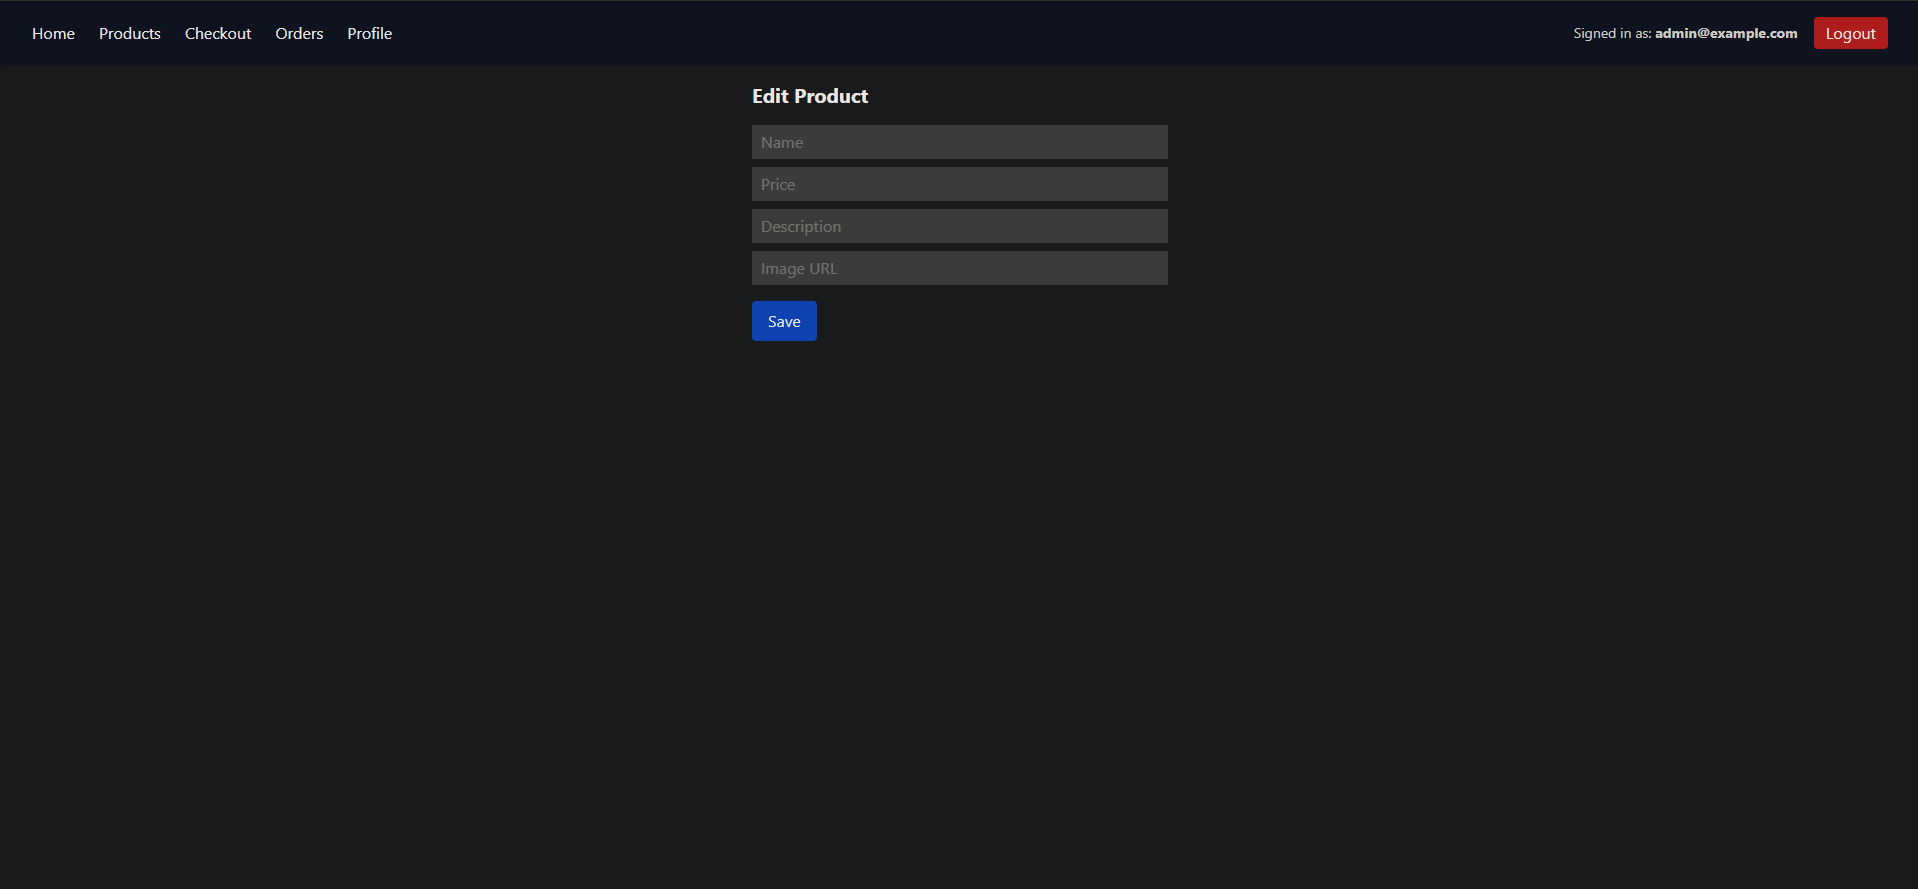 Home Products Checkout Orders Profile Signed in as: admin@example.com Logout
Edit Product
Name
Price
Description
Image URL
Save